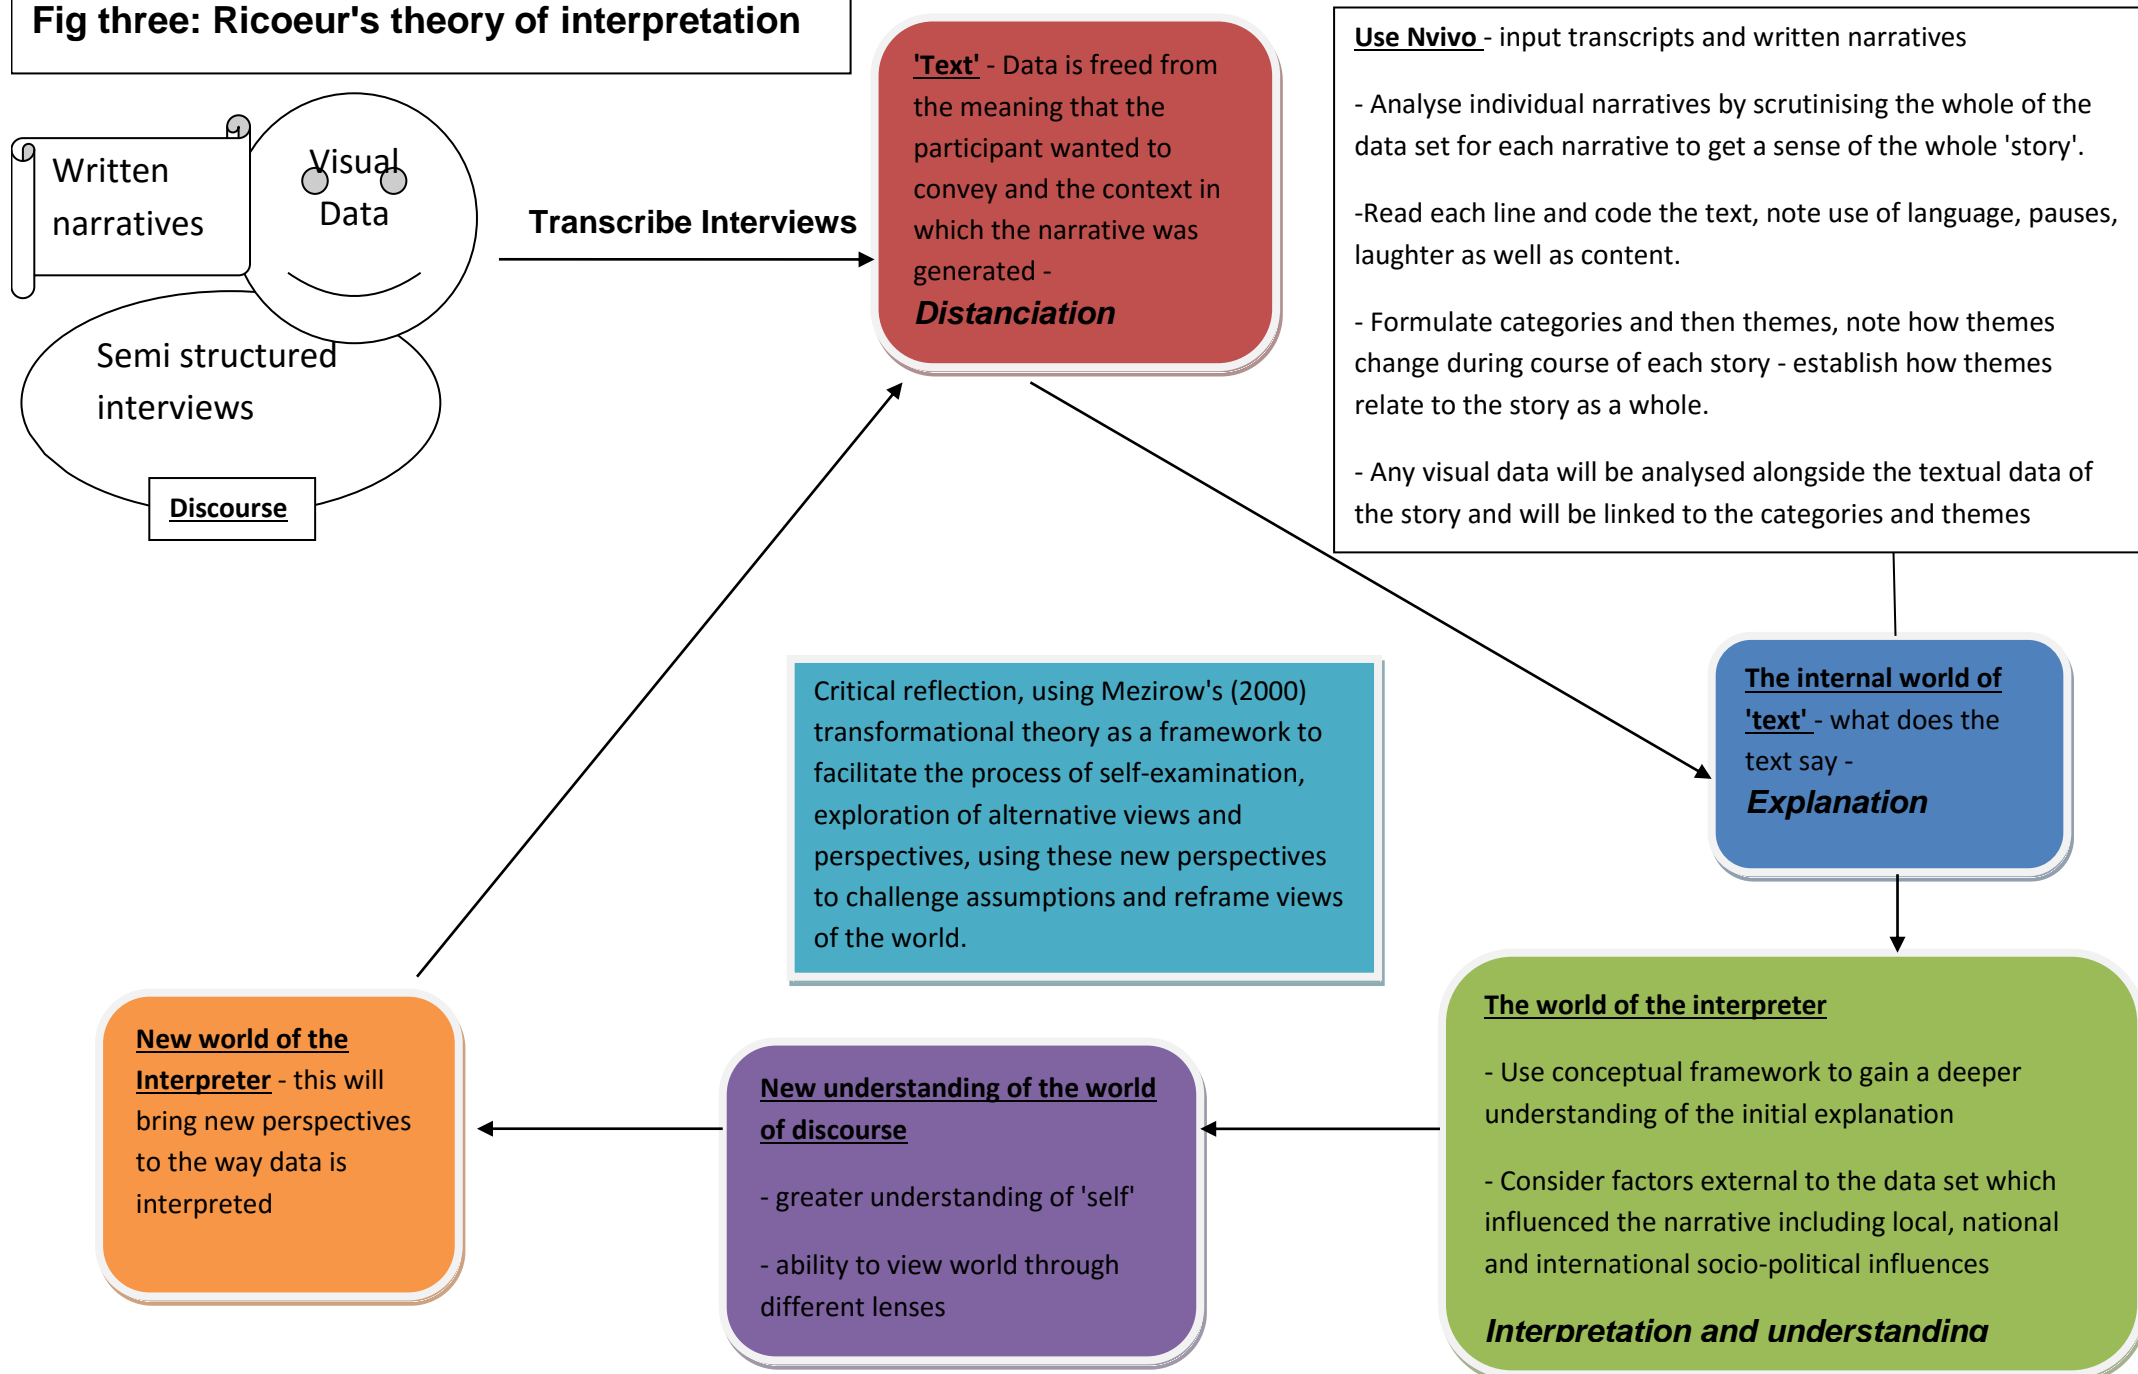 Fig three: Ricoeur's theory of interpretation
Written
narratives
Visual
Data
Semi structured
interviews
Discourse
Transcribe Interviews
'Text' - Data is freed from
the meaning that the
participant wanted to
convey and the context in
which the narrative was
generated -
Distanciation
Use Nvivo - input transcripts and written narratives
- Analyse individual narratives by scrutinising the whole of the
data set for each narrative to get a sense of the whole 'story'.
-Read each line and code the text, note use of language, pauses,
laughter as well as content.
- Formulate categories and then themes, note how themes
change during course of each story - establish how themes
relate to the story as a whole.
- Any visual data will be analysed alongside the textual data of
the story and will be linked to the categories and themes
The internal world of
'text' - what does the
text say -
Explanation
Critical reflection, using Mezirow's (2000)
transformational theory as a framework to
facilitate the process of self-examination,
exploration of alternative views and
perspectives, using these new perspectives
to challenge assumptions and reframe views
of the world.
The world of the interpreter
- Use conceptual framework to gain a deeper
understanding of the initial explanation
- Consider factors external to the data set which
influenced the narrative including local, national
and international socio-political influences
Interpretation and understanding
New understanding of the world
of discourse
- greater understanding of 'self'
- ability to view world through
different lenses
New world of the
Interpreter - this will
bring new perspectives
to the way data is
interpreted